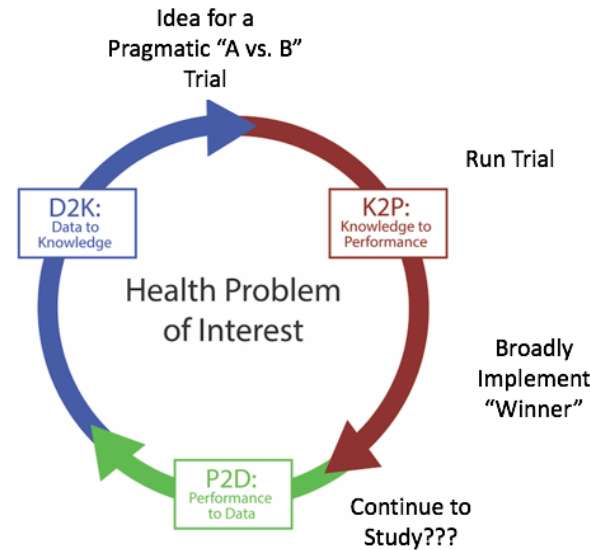 Idea for a
Pragmatic “A vs. B”
Trial
Run Trial
D2K:
Data to
Knowledge
K2P:
Knowledge to
Performance
Health Problem
of Interest
Broadly
Implement
“Winner”
P2D:
Performance
to Data
Continue to
Study???